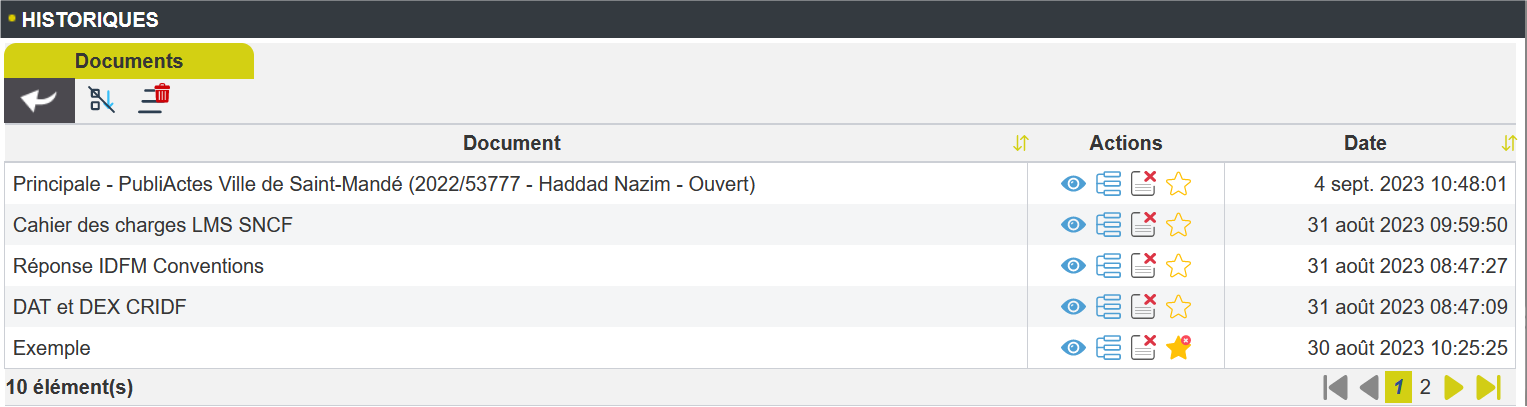 HISTORIQUES
Documents
Document Actions Date
Principale - PubliActes Ville de Saint-Mandé (2022/53777 - Haddad Nazim - Ouvert) 4 sept. 2023 10:48:01
Cahier des charges LMS SNCF 31 août 2023 09:59:50
Réponse IDFM Conventions 31 août 2023 08:47:27
DAT et DEX CRIDF 31 août 2023 08:47:09
Exemple 30 août 2023 10:25:25
10 élément(s) 1 2